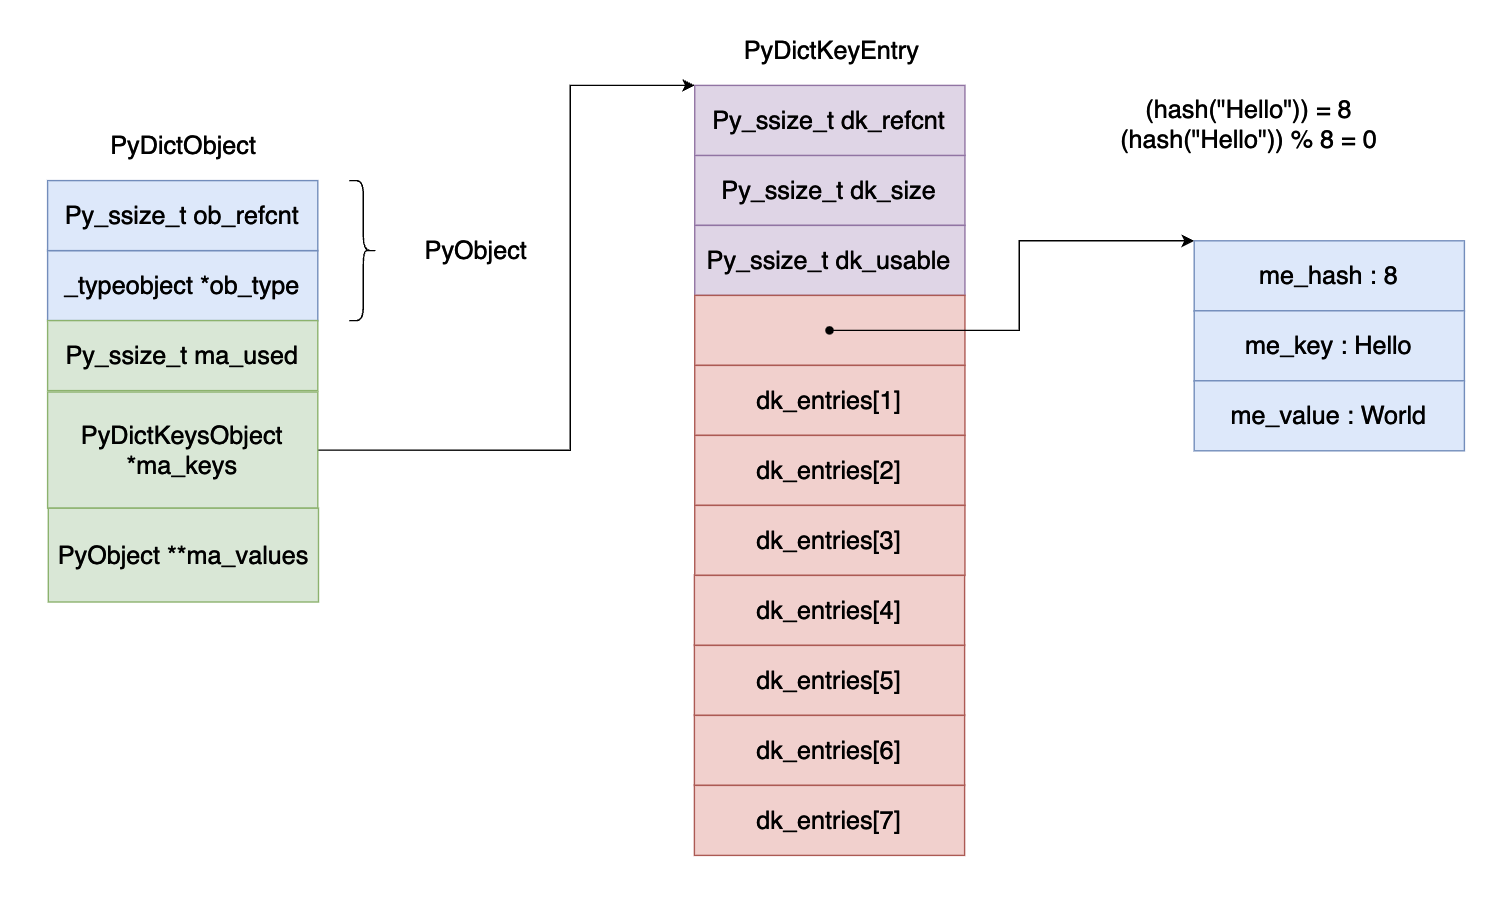 PyDictObject
Py_ssize_t ob_refcnt
_typeobject *ob_type
Py_ssize_t ma_used
PyDictKeysObject
*ma_keys
PyObject **ma_values
PyObject
PyDictKeyEntry
Py_ssize_t dk_refcnt
Py_ssize_t dk_size
Py_ssize_t dk_usable
dk_entries[1]
dk_entries[2]
dk_entries[3]
dk_entries[4]
dk_entries[5]
dk_entries[6]
dk_entries[7]
(hash("Hello")) = 8
(hash("Hello")) % 8 = 0
me_hash : 8
me_key : Hello
me_value : World